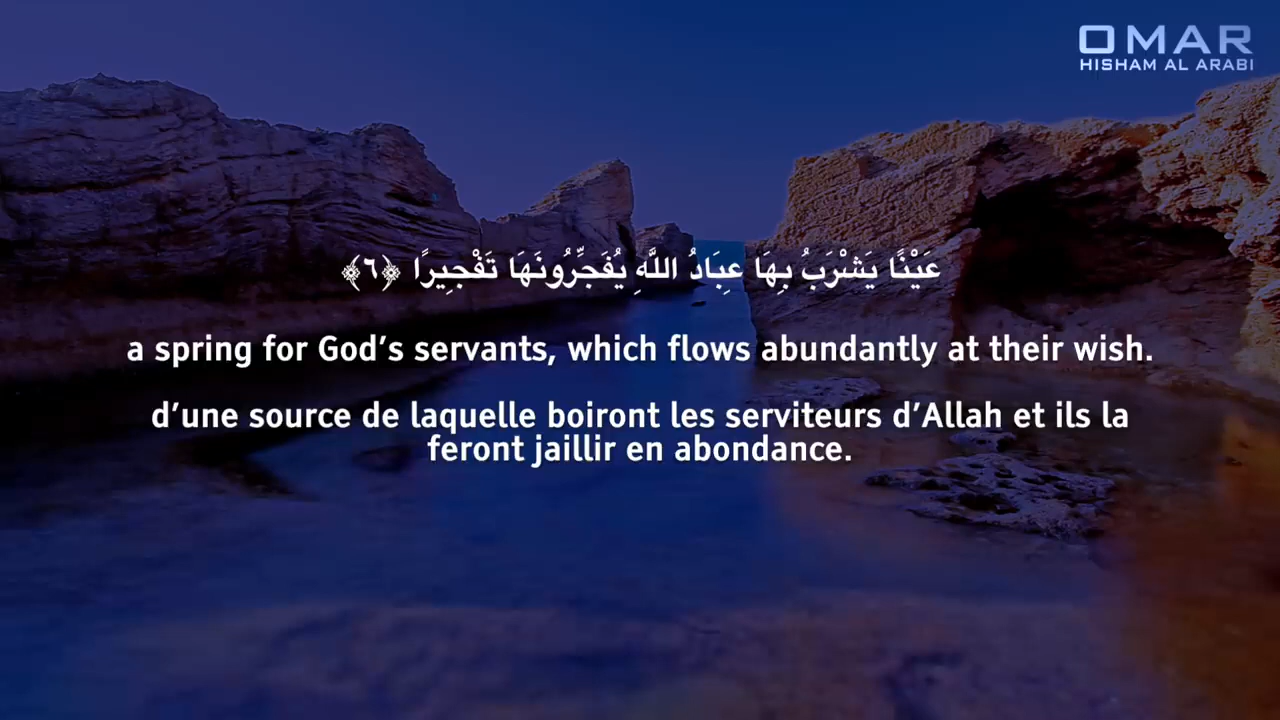 OMAR
HISHAM AL ARABI
عَيْنًا يَشْرَبُ بِهَا عِبَادُ اللَّهِ يُفَجِّرُونَهَا تَفْجِيرًا ﴿٦﴾
a spring for God’s servants, which flows abundantly at their wish.
d’une source de laquelle boiront les serviteurs d’Allah et ils la
feront jaillir en abondance.